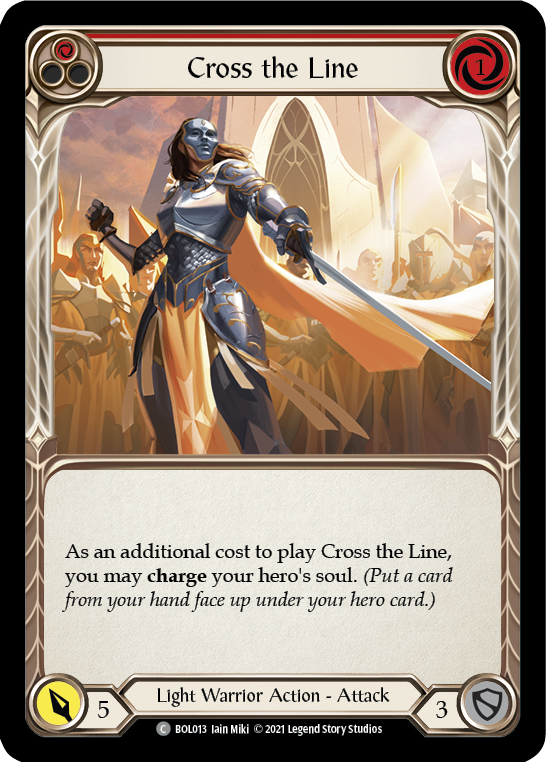 Cross the Line
1
As an additional cost to play Cross the Line,
you may charge your hero's soul. (Put a card
from your hand face up under your hero card.)
5
Light Warrior Action - Attack
3
C BOL013 Iain Miki © 2021 Legend Story Studios